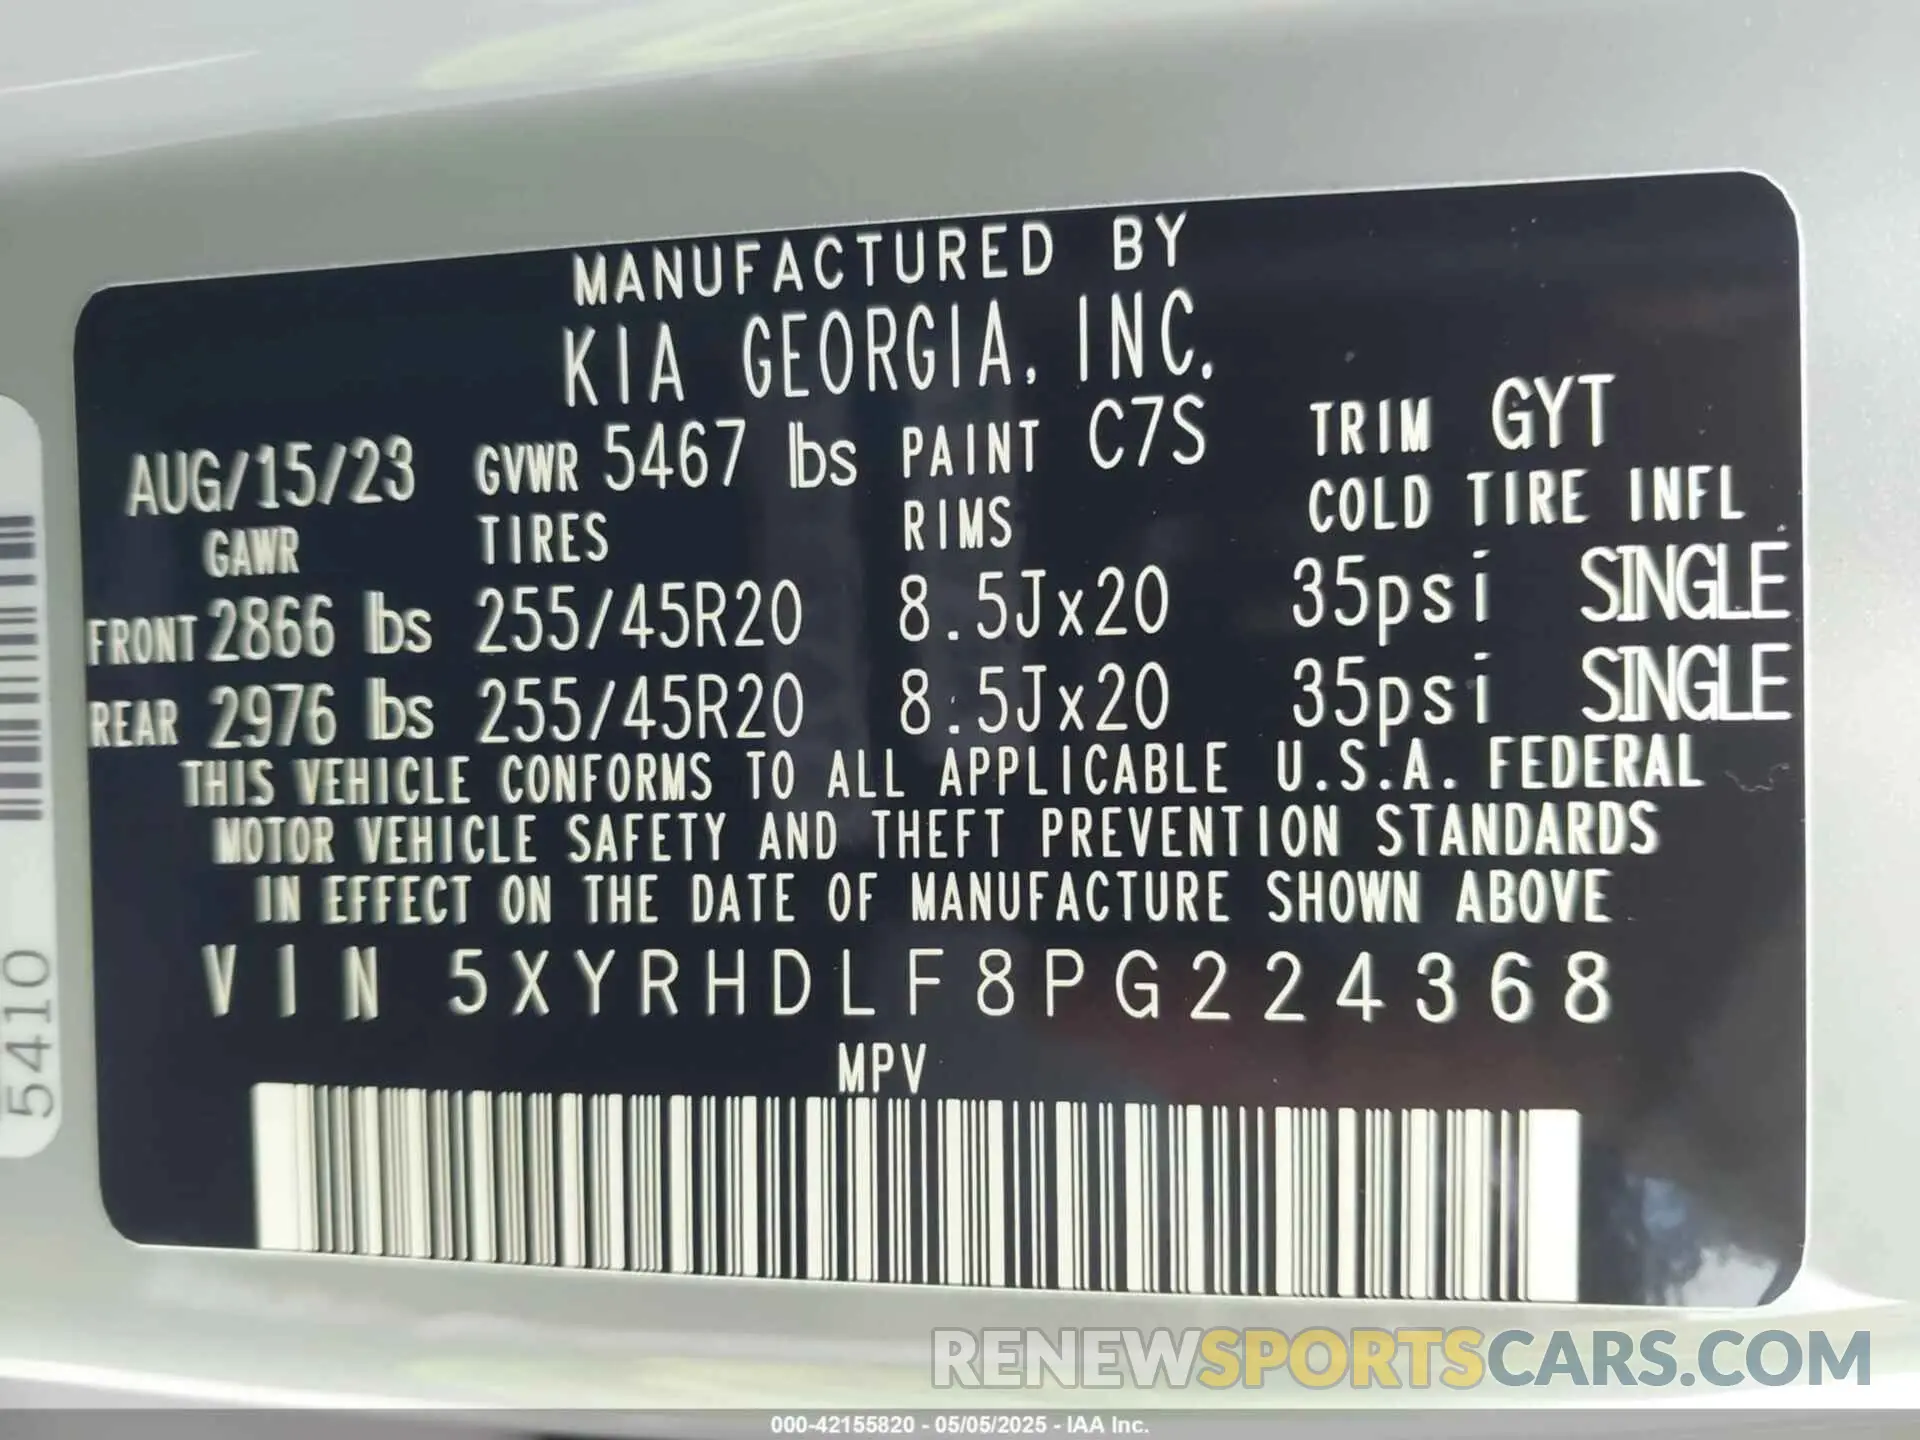 MANUFACTURED BY
KIA GEORGIA, INC.
AUG/15/23 GVWR 5467 lbs PAINT C7S TRIM GYT
GAWR TIRES RIMS COLD TIRE INFL
FRONT 2866 lbs 255/45R20 8.5Jx20 35psi SINGLE
REAR 2976 lbs 255/45R20 8.5Jx20 35psi SINGLE
THIS VEHICLE CONFORMS TO ALL APPLICABLE U.S.A. FEDERAL
MOTOR VEHICLE SAFETY AND THEFT PREVENTION STANDARDS
IN EFFECT ON THE DATE OF MANUFACTURE SHOWN ABOVE
VIN 5XYRHDLF8PG224368
MPV
5410
RENEWSPORTSCARS.COM
000-42155820 - 05/05/2025 - IAA Inc.